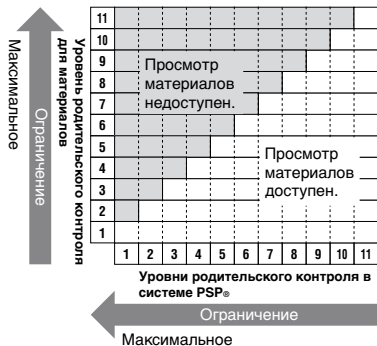 Максимальное
Ограничение
Уровень родительского контроля
для материалов
11
10
9
8
7
6
5
4
3
2
1
Просмотр
материалов
недоступен.
Просмотр
материалов
доступен.
1 2 3 4 5 6 7 8 9 10 11
Уровни родительского контроля в
системе PSP®
Ограничение
Максимальное